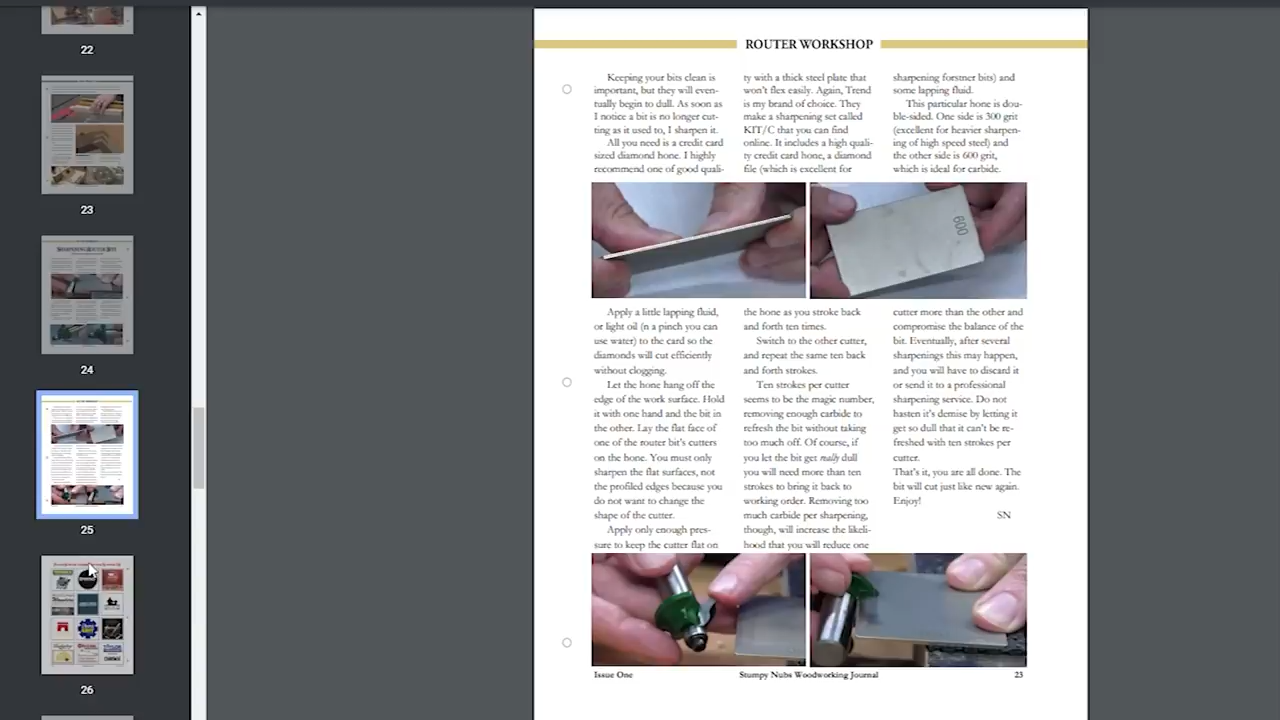 ROUTER WORKSHOP
Keeping your bits clean is
important, but they will even-
tually begin to dull. As soon as
I notice a bit is no longer cut-
ting as it used to, I sharpen it.
All you need is a credit card
sized diamond hone. I highly
recommend one of good quali-
ty with a thick steel plate that
won't flex easily. Again, Trend
is my brand of choice. They
make a sharpening set called
KIT/C that you can find
online. It includes a high quali-
ty credit card hone, a diamond
file (which is excellent for
sharpening forstner bits) and
some lapping fluid.
This particular hone is dou-
ble-sided. One side is 300 grit
(excellent for heavier sharpen-
ing of high speed steel) and
the other side is 600 grit,
which is ideal for carbide.
600
Apply a little lapping fluid,
or light oil (n a pinch you can
use water) to the card so the
diamonds will cut efficiently
without clogging.
Let the hone hang off the
edge of the work surface. Hold
it with one hand and the bit in
the other. Lay the flat face of
one of the router bit's cutters
on the hone. You must only
sharpen the flat surfaces, not
the profiled edges because you
do not want to change the
shape of the cutter.
Apply only enough pres-
sure to keep the cutter flat on
the hone as you stroke back
and forth ten times.
Switch to the other cutter,
and repeat the same ten back
and forth strokes.
Ten strokes per cutter
seems to be the magic number,
removing enough carbide to
refresh the bit without taking
too much off. Of course, if
you let the bit get really dull
you will need more than ten
strokes to bring it back to
working order. Removing too
much carbide per sharpening,
though, will increase the likeli-
hood that you will reduce one
cutter more than the other and
compromise the balance of the
bit. Eventually, after several
sharpenings this may happen,
and you will have to discard it
or send it to a professional
sharpening service. Do not
hasten it's demise by letting it
get so dull that it can't be re-
freshed with ten strokes per
cutter.
That's it, you are all done. The
bit will cut just like new again.
Enjoy!
SN
Issue One
Stumpy Nubs Woodworking Journal
23
22
23
SHARPENING ROUTER BITS
24
25
26